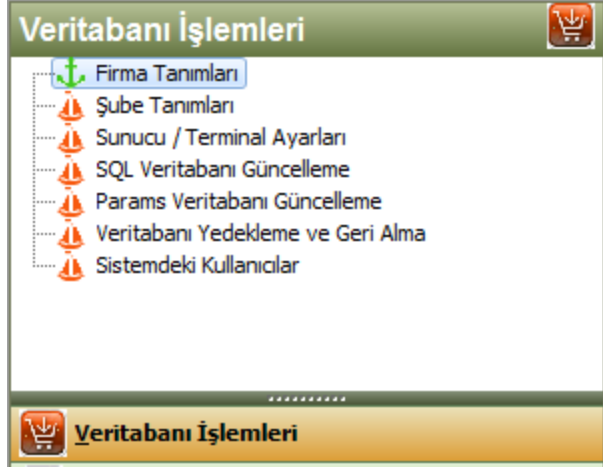 Veritabanı İşlemleri
Firma Tanımları
Şube Tanımları
Sunucu / Terminal Ayarları
SQL Veritabanı Güncelleme
Params Veritabanı Güncelleme
Veritabanı Yedekleme ve Geri Alma
Sistemdeki Kullanıcılar
Veritabanı İşlemleri